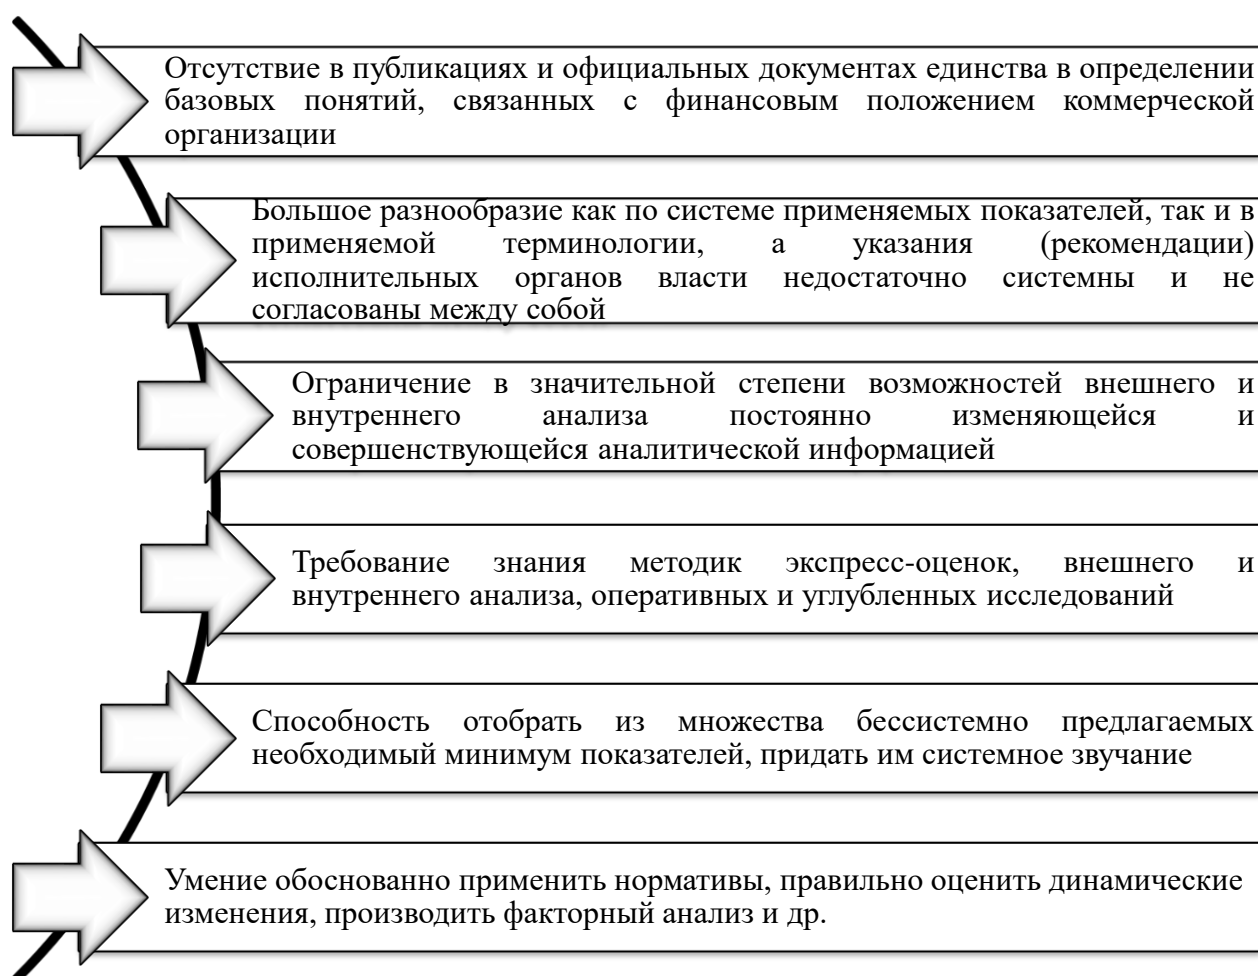 Отсутствие в публикациях и официальных документах единства в определении
базовых понятий, связанных с финансовым положением коммерческой
организации
Большое разнообразие как по системе применяемых показателей, так и в
применяемой терминологии, а указания (рекомендации)
исполнительных органов власти недостаточно системны и не
согласованы между собой
Ограничение в значительной степени возможностей внешнего и
внутреннего анализа постоянно изменяющейся и
совершенствующейся аналитической информацией
Требование знания методик экспресс-оценок, внешнего и
внутреннего анализа, оперативных и углубленных исследований
Способность отобрать из множества бессистемно предлагаемых
необходимый минимум показателей, придать им системное звучание
Умение обоснованно применить нормативы, правильно оценить динамические
изменения, производить факторный анализ и др.